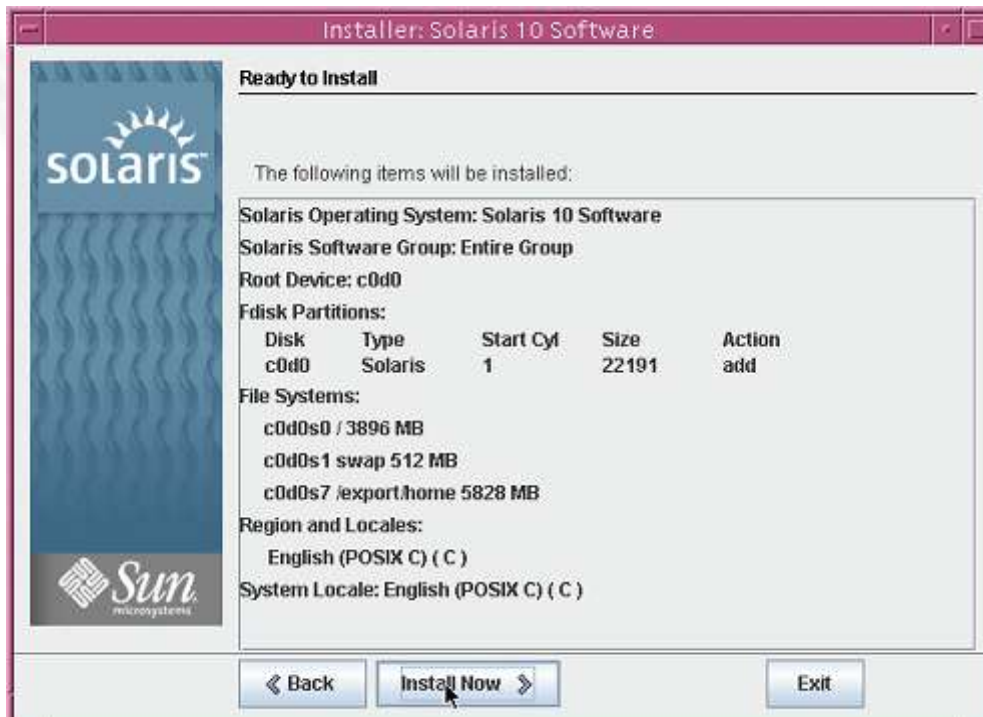 Installer: Solaris 10 Software
solaris™
Ready to Install
The following items will be installed:
Solaris Operating System: Solaris 10 Software
Solaris Software Group: Entire Group
Root Device: c0d0
Fdisk Partitions:
Disk Type Start Cyl Size Action
c0d0 Solaris 1 22191 add
File Systems:
c0d0s0 / 3896 MB
c0d0s1 swap 512 MB
c0d0s7 /export/home 5828 MB
Region and Locales:
English (POSIX C) ( C )
System Locale: English (POSIX C) ( C )
Sun
microsystems
Back Install Now Exit